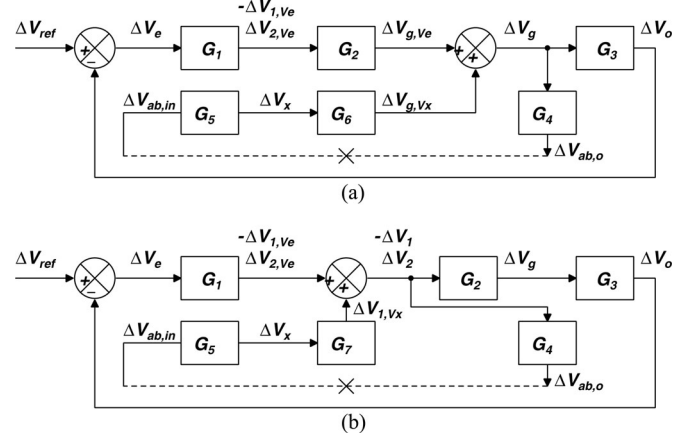 -ΔV1,Ve
ΔVref ΔVe ΔV2,Ve ΔVg,Ve ΔVg ΔVo
+ − G1 G2 + + G3
ΔVab,in ΔVx ΔVg,Vx
G5 G6 G4
ΔVab,o
(a)
-ΔV1,Ve -ΔV1
ΔVref ΔVe ΔV2,Ve ΔV2 ΔVg ΔVo
+ − G1 + + G2 G3
ΔVab,in ΔVx ΔV1,Vx
G5 G7 G4
ΔVab,o
(b)